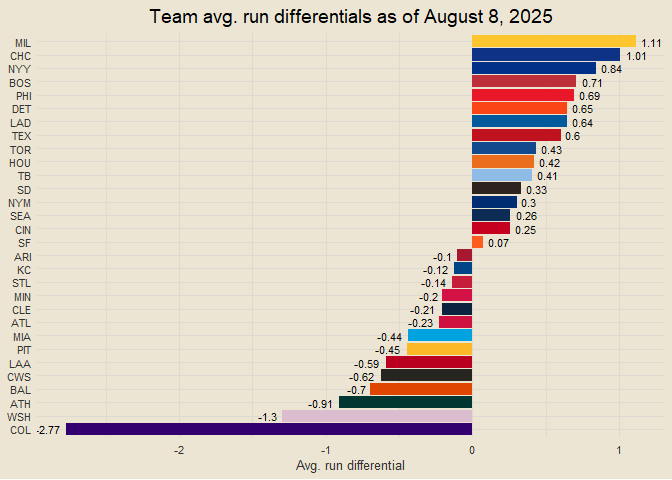 Team avg. run differentials as of August 8, 2025
MIL 1.11
CHC 1.01
NYY 0.84
BOS 0.71
PHI 0.69
DET 0.65
LAD 0.64
TEX 0.6
TOR 0.43
HOU 0.42
TB 0.41
SD 0.33
NYM 0.3
SEA 0.26
CIN 0.25
SF 0.07
ARI -0.1
KC -0.12
STL -0.14
MIN -0.2
CLE -0.21
ATL -0.23
MIA -0.44
PIT -0.45
LAA -0.59
CWS -0.62
BAL -0.7
ATH -0.91
WSH -1.3
COL -2.77
-2 -1 0 1
Avg. run differential